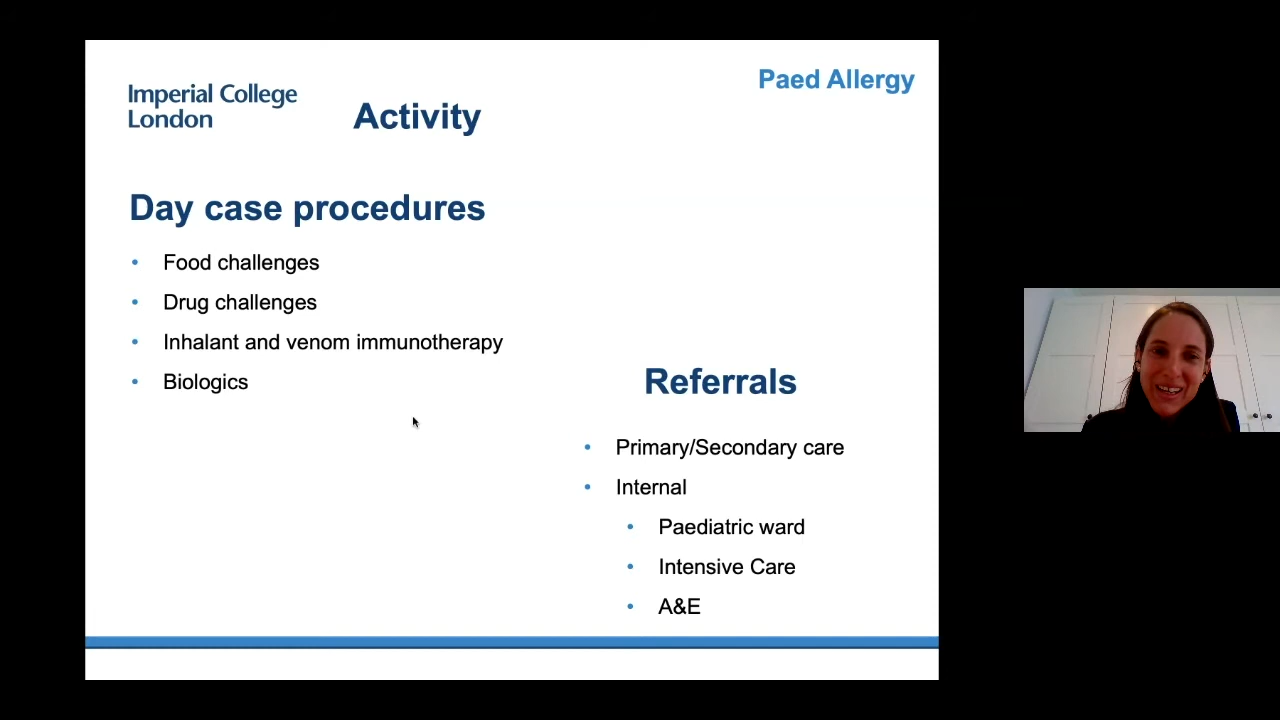 Imperial College
London
Activity
Paed Allergy
Day case procedures
• Food challenges
• Drug challenges
• Inhalant and venom immunotherapy
• Biologics
Referrals
• Primary/Secondary care
• Internal
• Paediatric ward
• Intensive Care
• A&E